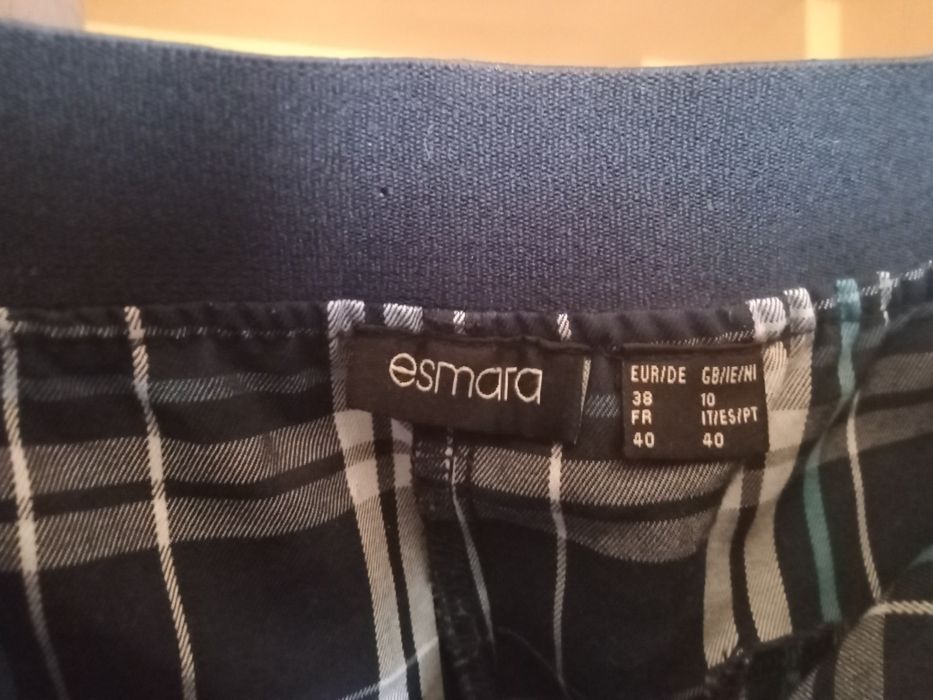 esmara
EUR/DE GB/IE/NI
38 10
FR IT/ES/PT
40 40